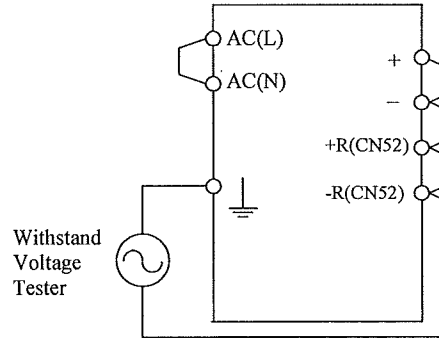 AC(L)
AC(N)
+
−
+R(CN52)
-R(CN52)
Withstand
Voltage
Tester